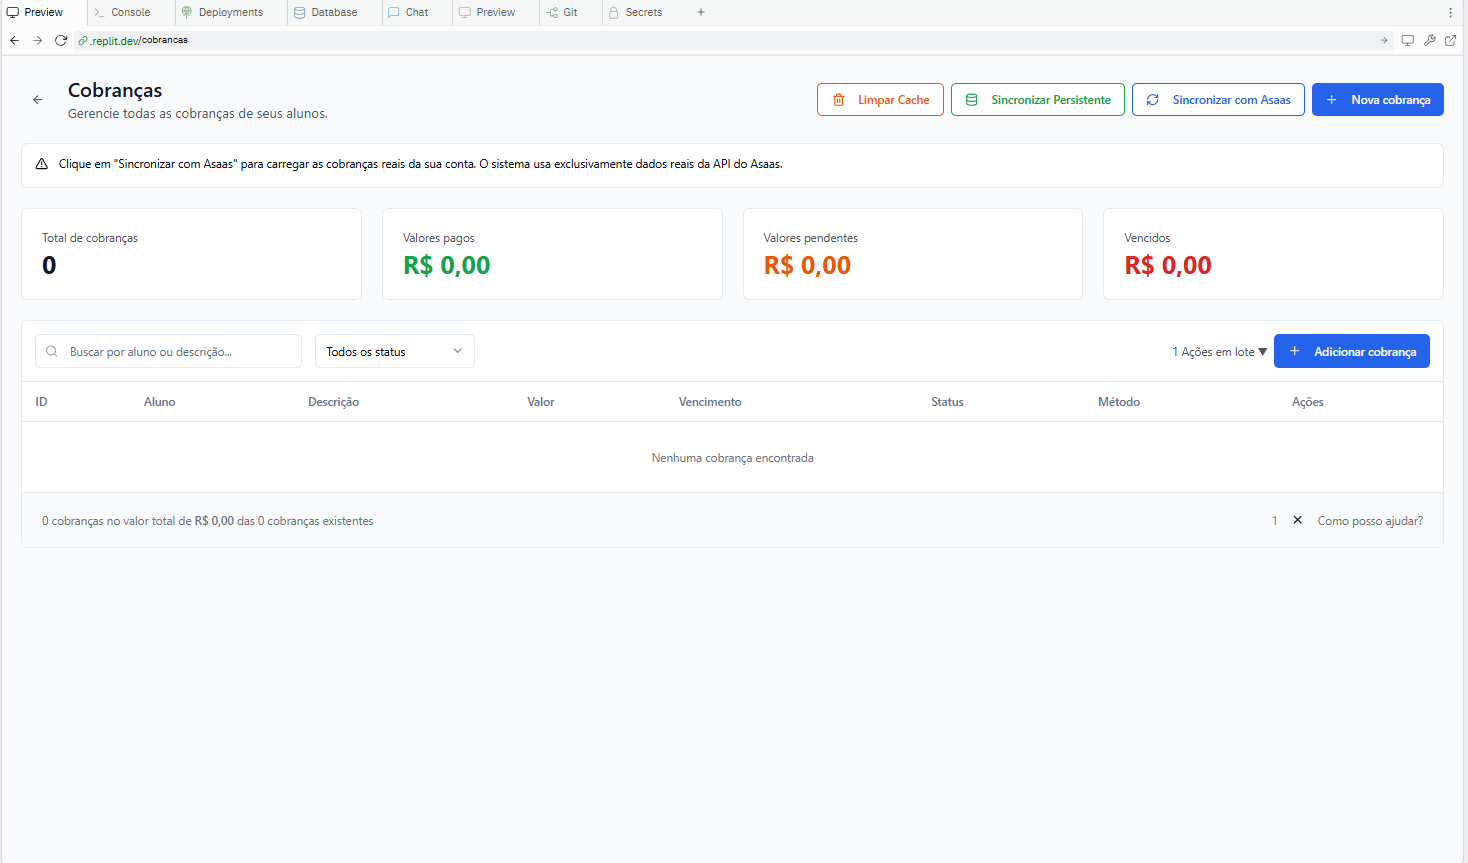 Preview Console Deployments Database Chat Preview Git Secrets
.replit.dev/cobrancas
Cobranças
Gerencie todas as cobranças de seus alunos.
Limpar Cache Sincronizar Persistente Sincronizar com Asaas Nova cobrança
Clique em "Sincronizar com Asaas" para carregar as cobranças reais da sua conta. O sistema usa exclusivamente dados reais da API do Asaas.
Total de cobranças
0
Valores pagos
R$ 0,00
Valores pendentes
R$ 0,00
Vencidos
R$ 0,00
Buscar por aluno ou descrição... Todos os status 1 Ações em lote ▼ Adicionar cobrança
ID Aluno Descrição Valor Vencimento Status Método Ações
Nenhuma cobrança encontrada
0 cobranças no valor total de R$ 0,00 das 0 cobranças existentes 1 Como posso ajudar?